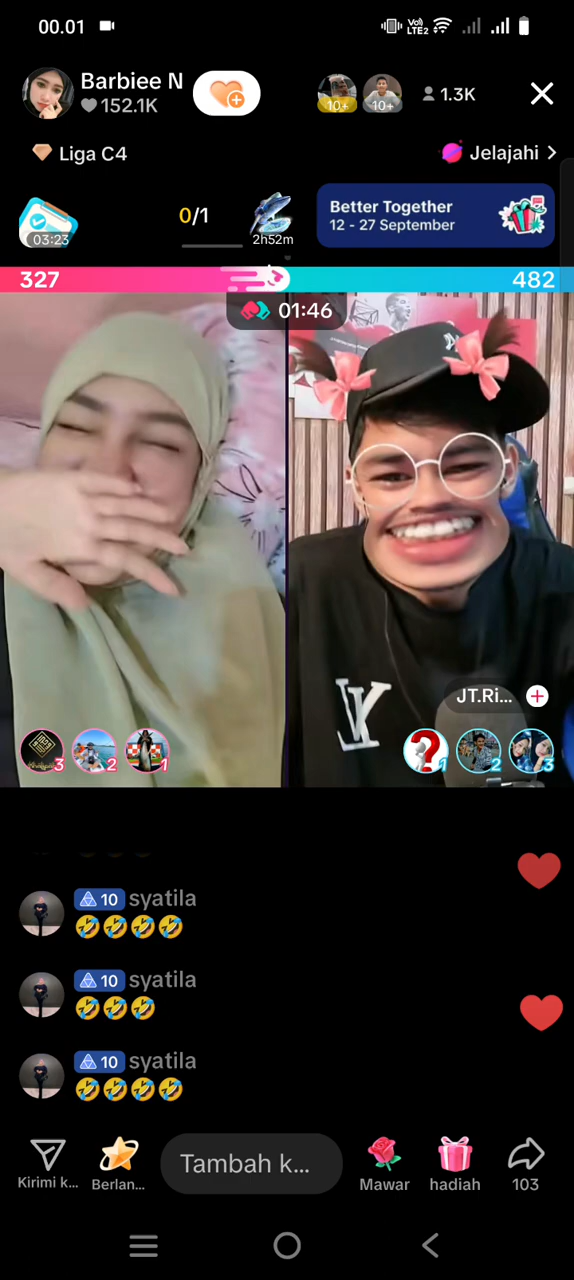 00.01
Vo))
LTE2
Barbiee N
152.1K
10+
10+
1.3K
Liga C4
Jelajahi
03:23
0/1
2h52m
Better Together
12 - 27 September
327
482
01:46
JT.Ri...
3
2
1
1
2
3
10 syatila
🤣🤣🤣🤣
10 syatila
🤣🤣🤣
10 syatila
🤣🤣🤣🤣
Kirimi k...
Berlan...
Tambah k...
Mawar
hadiah
103